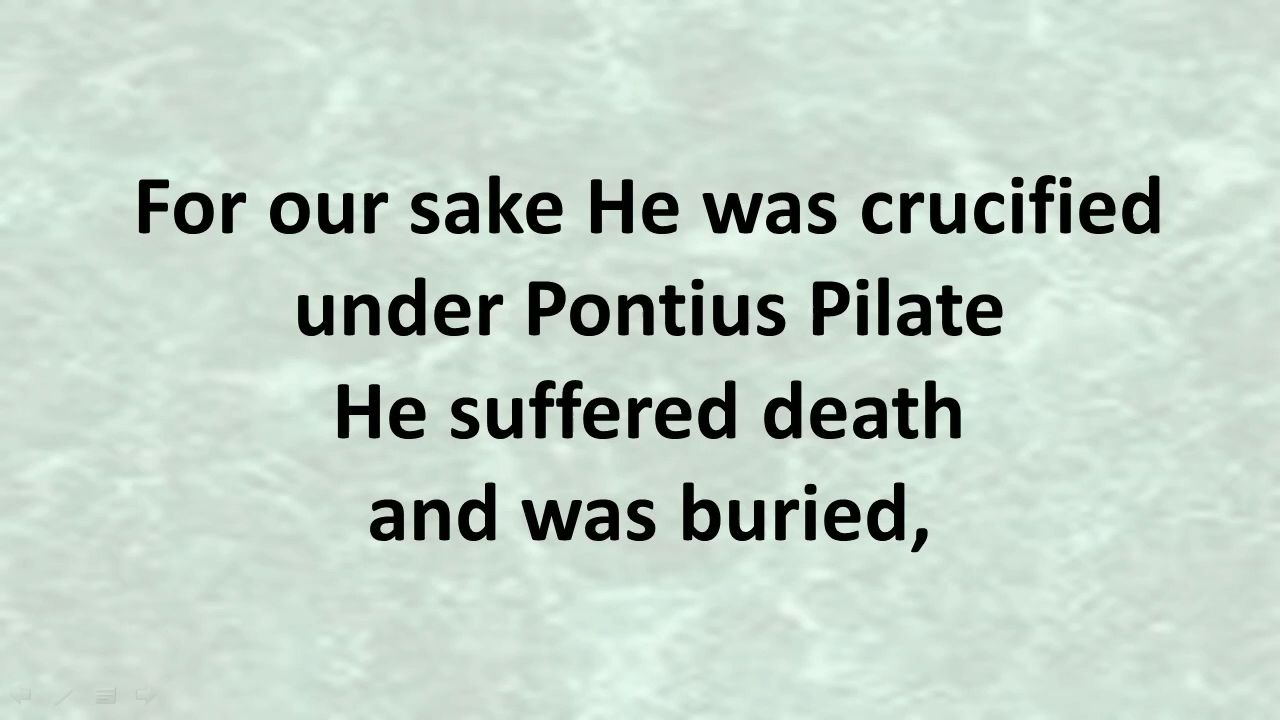 For our sake He was crucified
under Pontius Pilate
He suffered death
and was buried,